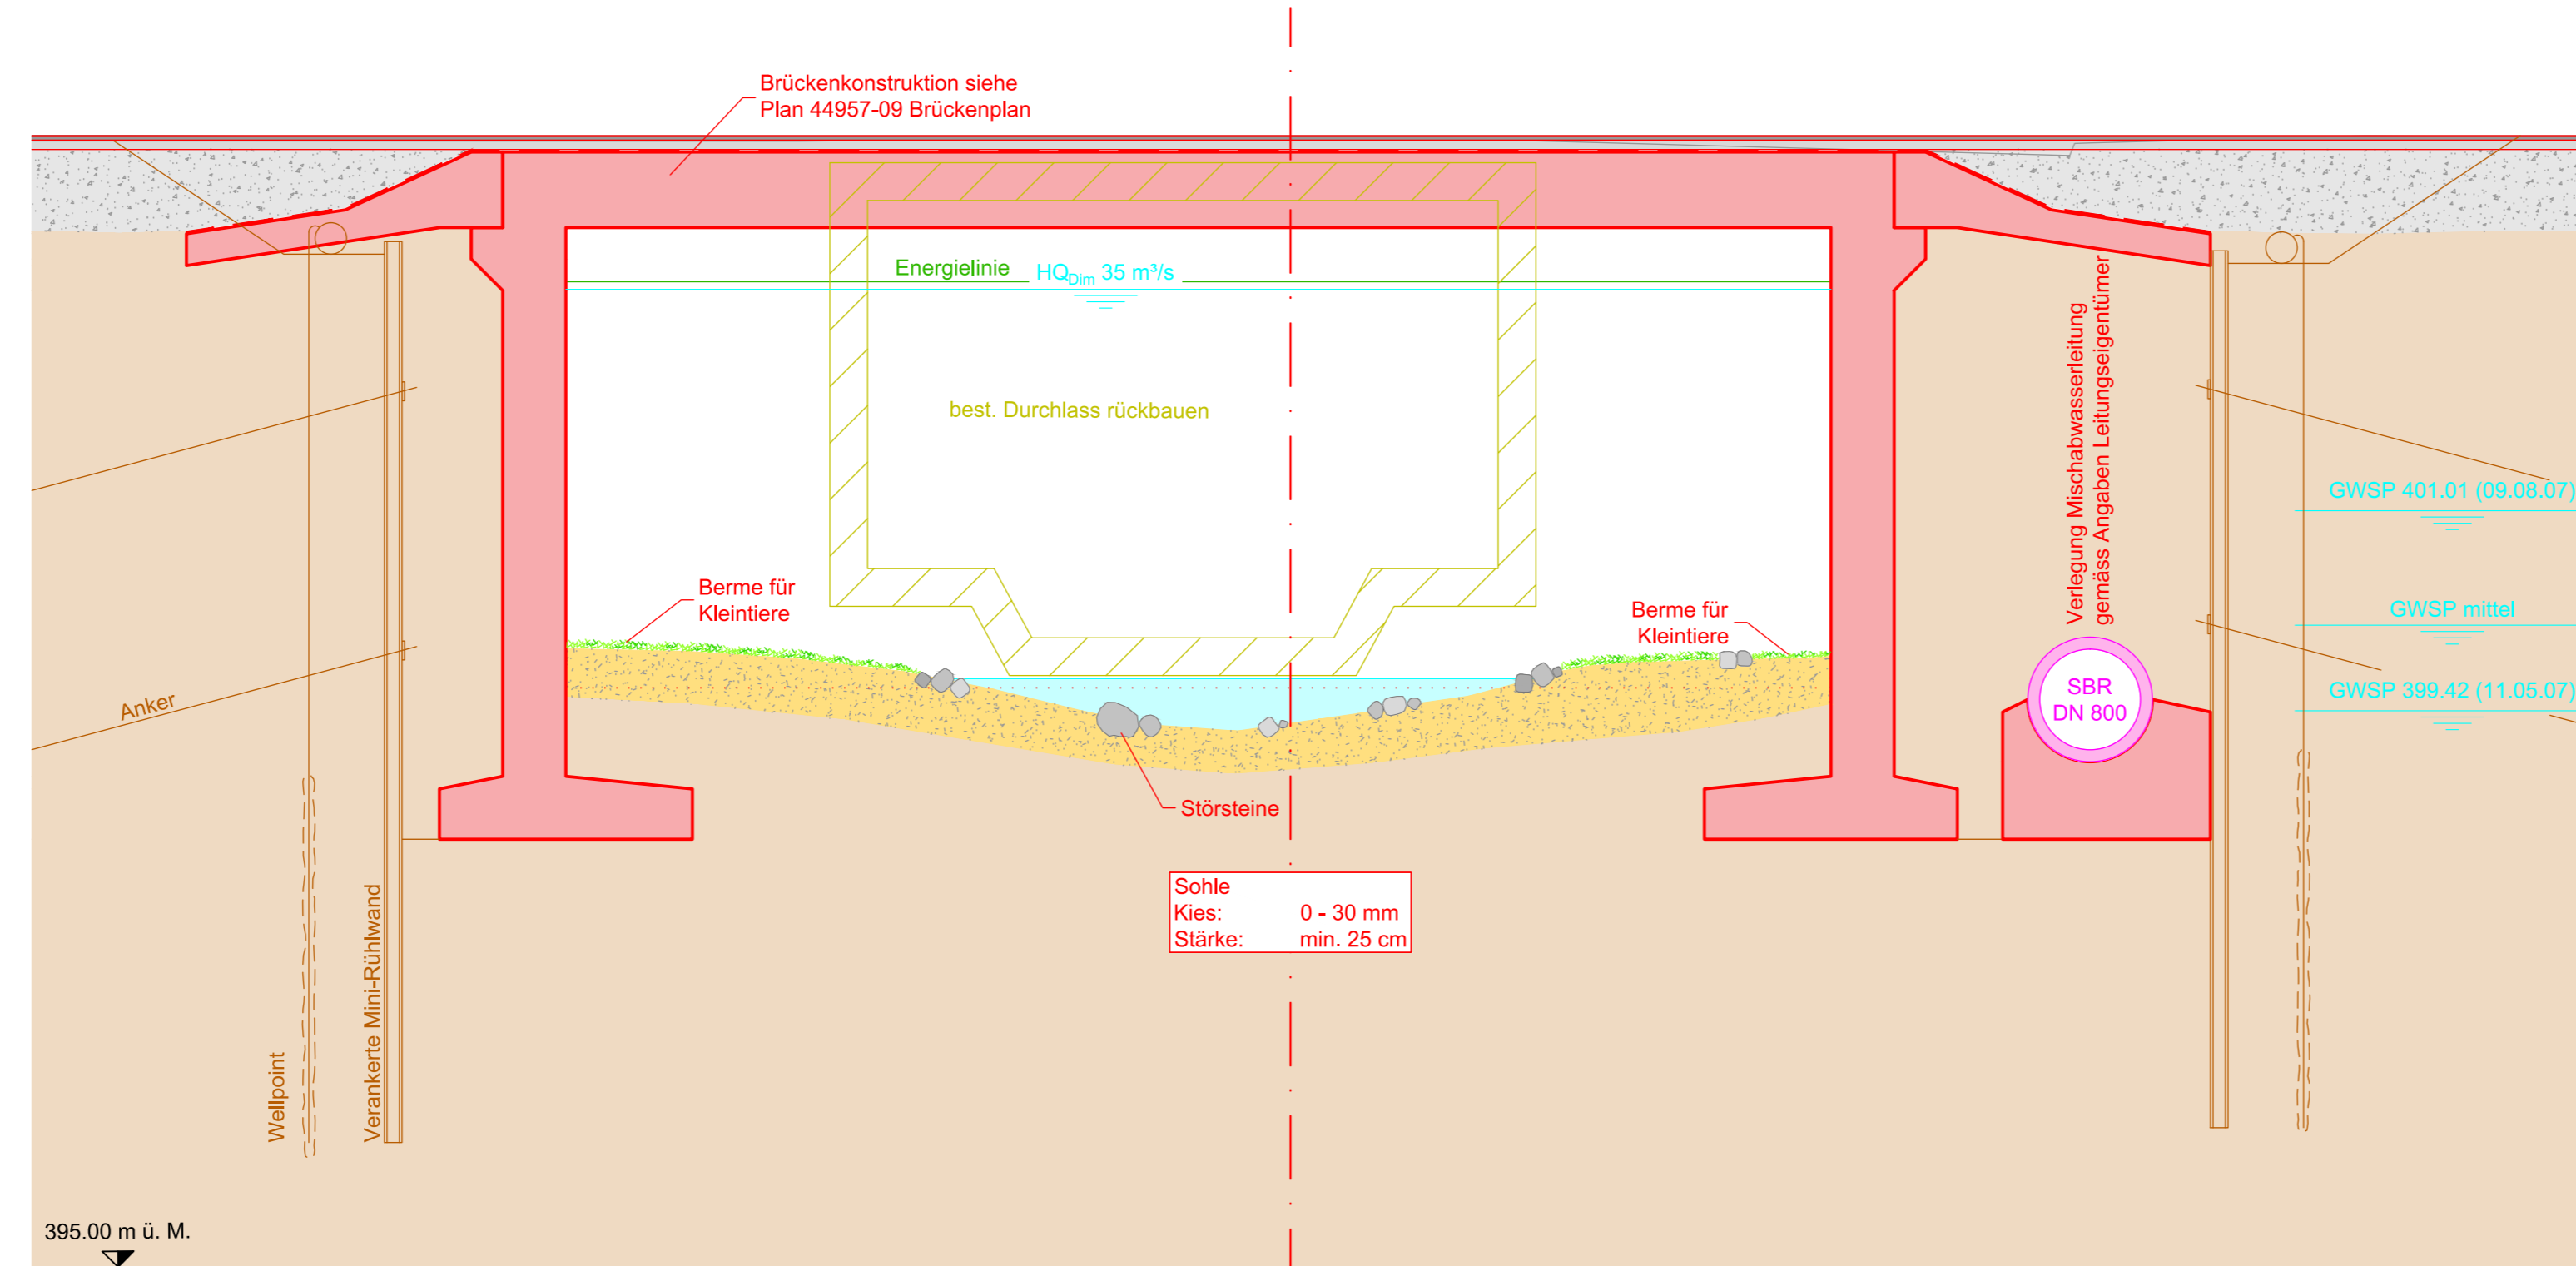 Brückenkonstruktion siehe
Plan 44957-09 Brückenplan
Energielinie
HQDim 35 m³/s
best. Durchlass rückbauen
Verlegung Mischabwasserleitung
gemäss Angaben Leitungseigentümer
GWSP 401.01 (09.08.07)
Berme für
Kleintiere
Berme für
Kleintiere
GWSP mittel
SBR
DN 800
GWSP 399.42 (11.05.07)
Anker
Störsteine
Sohle
Kies: 0 - 30 mm
Stärke: min. 25 cm
Wellpoint
Verankerte Mini-Rühlwand
395.00 m ü. M.